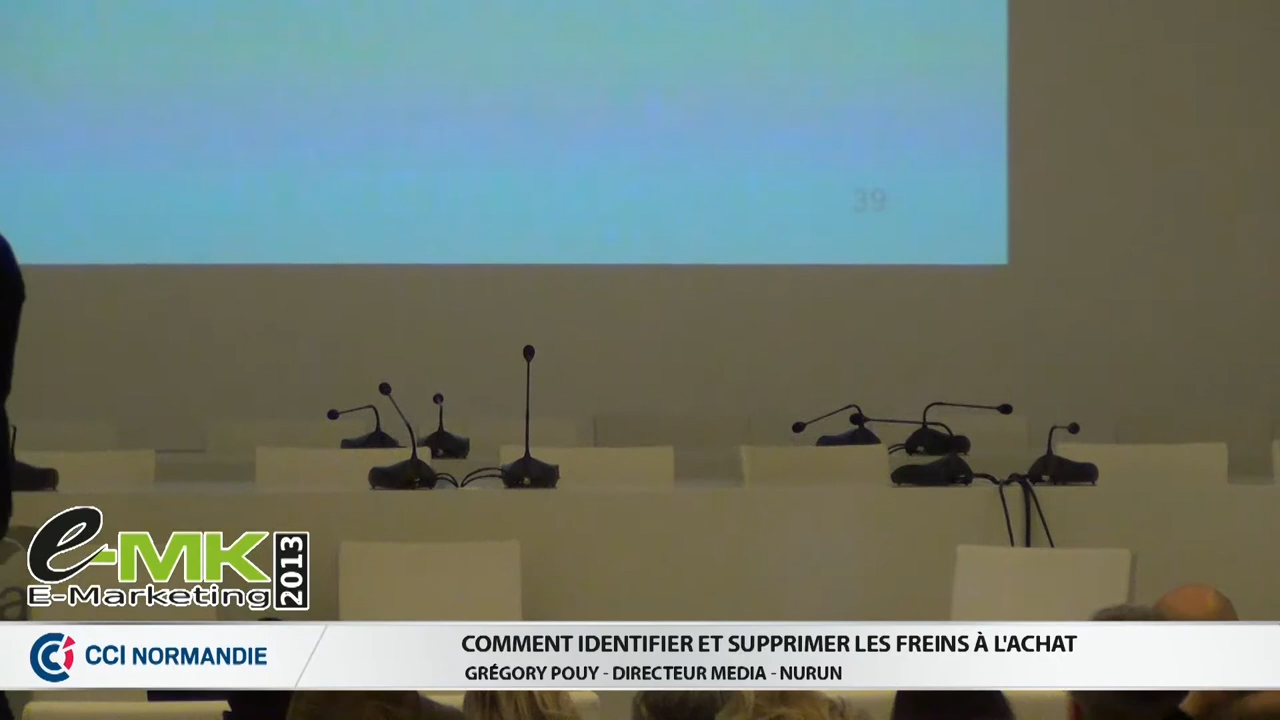 39
e-MK
2013
E-Marketing
CCI NORMANDIE
COMMENT IDENTIFIER ET SUPPRIMER LES FREINS À L'ACHAT
GRÉGORY POUY - DIRECTEUR MEDIA - NURUN